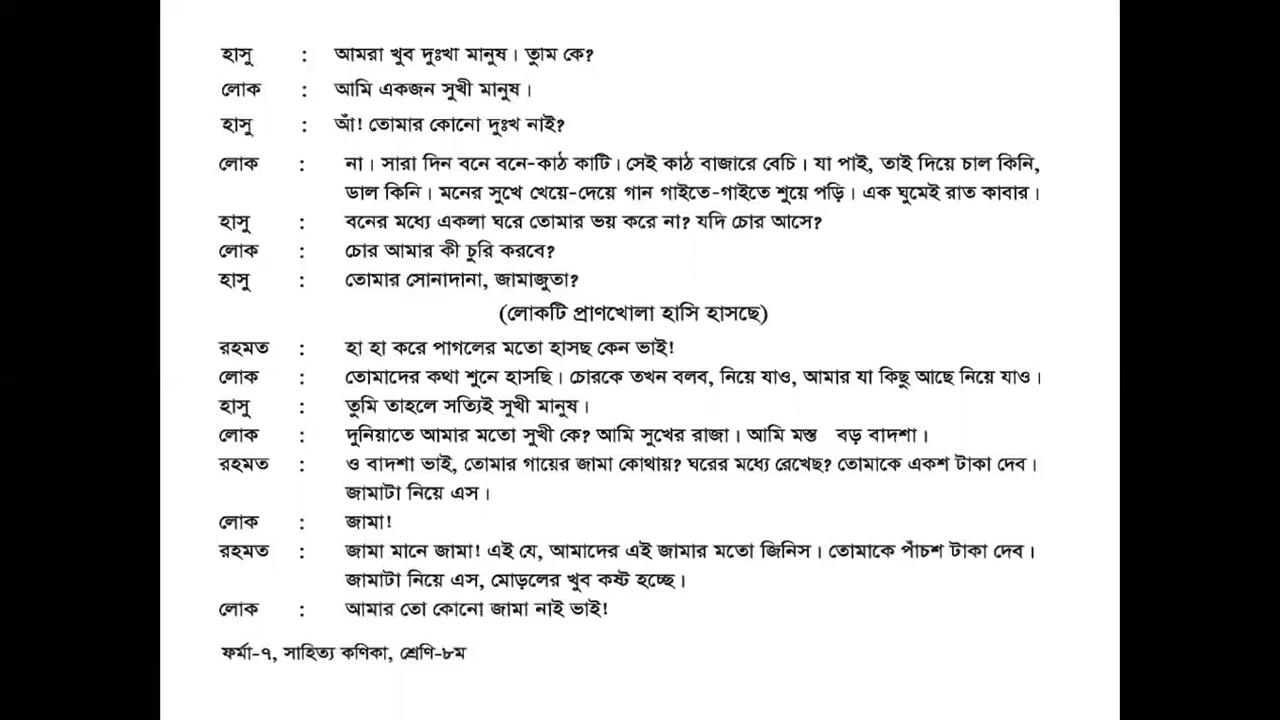 হাসু : আমরা খুব দুঃখী মানুষ। তুমি কে?
লোক : আমি একজন সুখী মানুষ।
হাসু : আঁ! তোমার কোনো দুঃখ নাই?
লোক : না। সারা দিন বনে বনে-কাঠ কাটি। সেই কাঠ বাজারে বেচি। যা পাই, তাই দিয়ে চাল কিনি,
ডাল কিনি। মনের সুখে খেয়ে-দেয়ে গান গাইতে-গাইতে শুয়ে পড়ি। এক ঘুমেই রাত কাবার।
হাসু : বনের মধ্যে একলা ঘরে তোমার ভয় করে না? যদি চোর আসে?
লোক : চোর আমার কী চুরি করবে?
হাসু : তোমার সোনাদানা, জামাজুতা?
(লোকটি প্রাণখোলা হাসি হাসছে)
রহমত : হা হা করে পাগলের মতো হাসছ কেন ভাই!
লোক : তোমাদের কথা শুনে হাসছি। চোরকে তখন বলব, নিয়ে যাও, আমার যা কিছু আছে নিয়ে যাও।
হাসু : তুমি তাহলে সত্যিই সুখী মানুষ।
লোক : দুনিয়াতে আমার মতো সুখী কে? আমি সুখের রাজা। আমি মস্ত বড় বাদশা।
রহমত : ও বাদশা ভাই, তোমার গায়ের জামা কোথায়? ঘরের মধ্যে রেখেছ? তোমাকে একশ টাকা দেব।
জামাটা নিয়ে এস।
লোক : জামা!
রহমত : জামা মানে জামা! এই যে, আমাদের এই জামার মতো জিনিস। তোমাকে পাঁচশ টাকা দেব।
জামাটা নিয়ে এস, মোড়লের খুব কষ্ট হচ্ছে।
লোক : আমার তো কোনো জামা নাই ভাই!
ফর্মা-৭, সাহিত্য কণিকা, শ্রেণি-৮ম